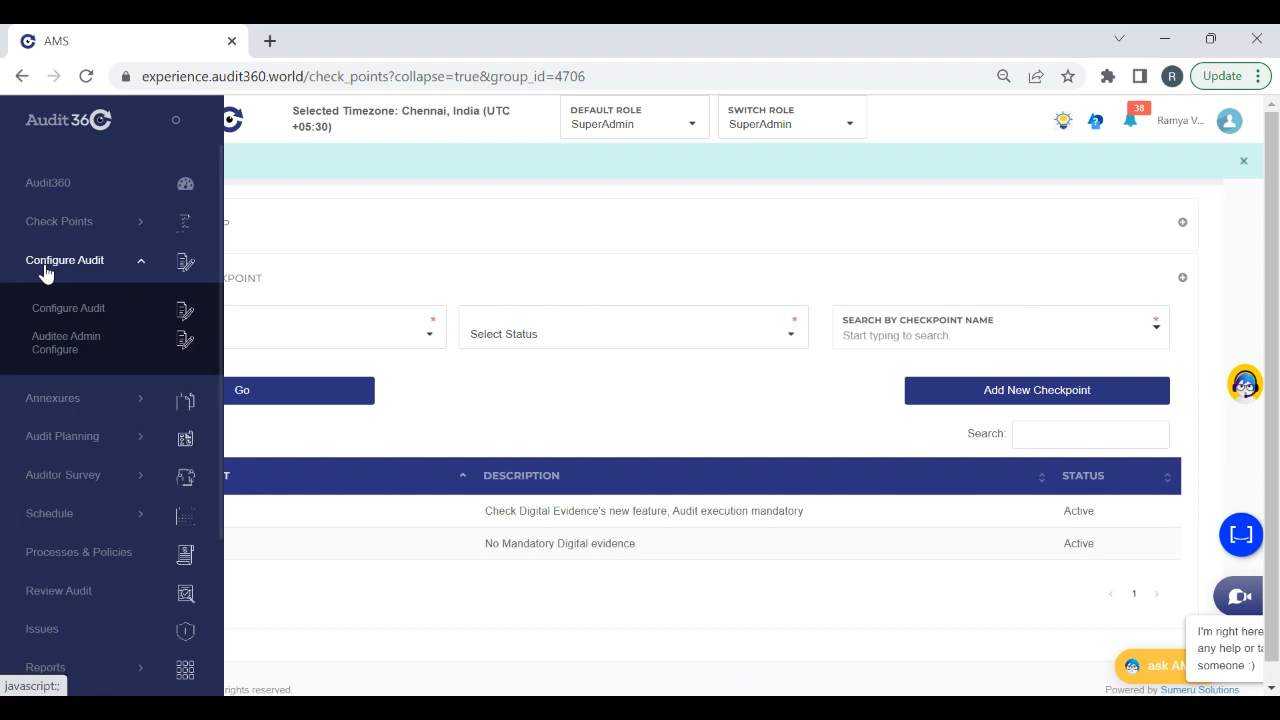 AMS
experience.audit360.world/check_points?collapse=true&group_id=4706
Update
Audit360
Selected Timezone: Chennai, India (UTC
+05:30)
DEFAULT ROLE
SuperAdmin
SWITCH ROLE
SuperAdmin
38
Ramya V...
R
Audit360
Check Points
Configure Audit
Configure Audit
Auditee Admin
Configure
Annexures
Audit Planning
Auditor Survey
Schedule
Processes & Policies
Review Audit
Issues
Reports
javascript:;
P
KPOINT
Select Status
SEARCH BY CHECKPOINT NAME
Start typing to search.
Go
Add New Checkpoint
Search:
T
DESCRIPTION
STATUS
Check Digital Evidence's new feature, Audit execution mandatory
Active
No Mandatory Digital evidence
Active
1
I'm right here
any help or ta
someone :)
ask AM
rights reserved.
Powered by Sumeru Solutions